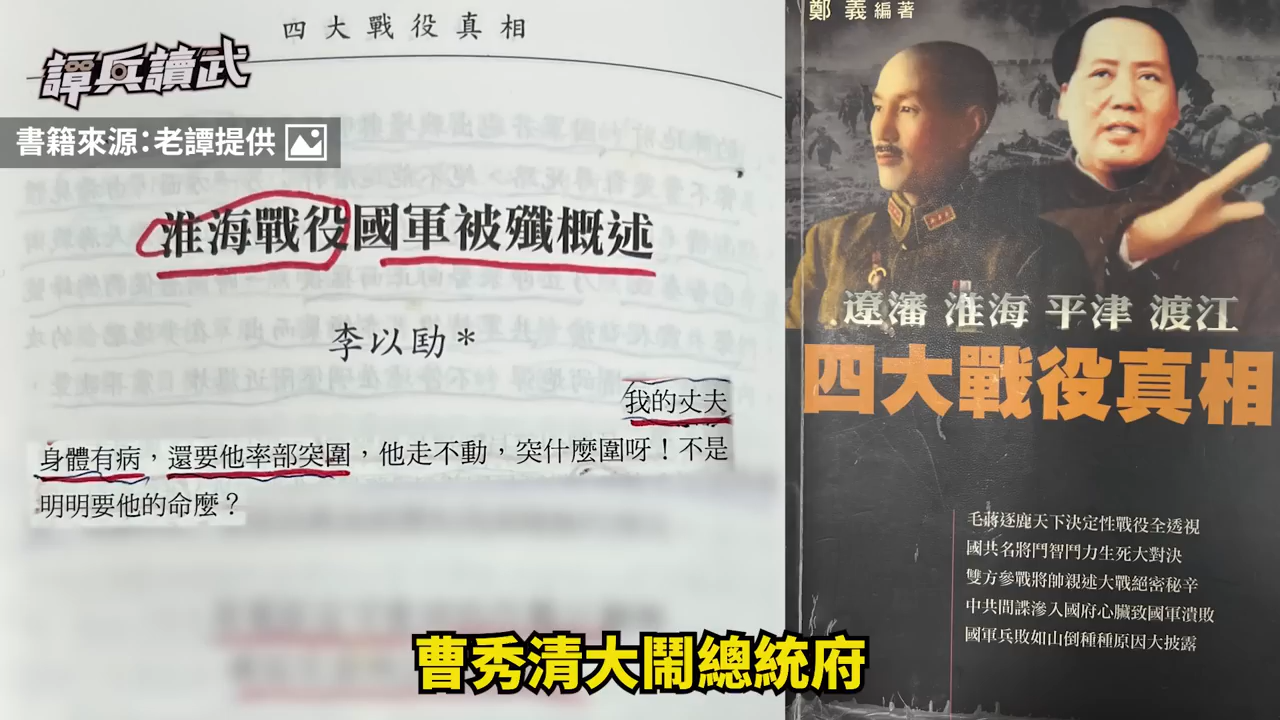 四大戰役真相
譚兵讀武
書籍來源：老譚提供
淮海戰役國軍被殲概述
李以劻*
我的丈夫
身體有病，還要他率部突圍，他走不動，突什麼圍呀！不是
明明要他的命麼？
鄭義編著
遼瀋 淮海 平津 渡江
四大戰役真相
毛蔣逐鹿天下決定性戰役全透視
國共名將鬥智鬥力生死大對決
雙方參戰將帥親述大戰絕密秘辛
中共間諜滲入國府心臟致國軍潰敗
國軍兵敗如山倒種種原因大披露
曹秀清大鬧總統府